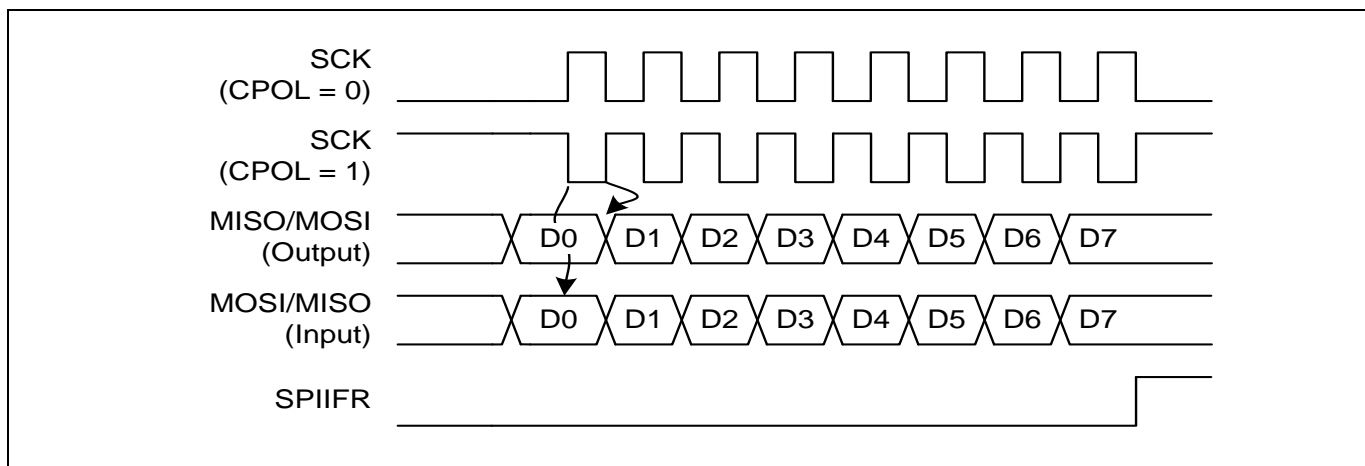 SCK
(CPOL = 0)
SCK
(CPOL = 1)
MISO/MOSI
(Output)
D0 D1 D2 D3 D4 D5 D6 D7
MOSI/MISO
(Input)
D0 D1 D2 D3 D4 D5 D6 D7
SPIIFR